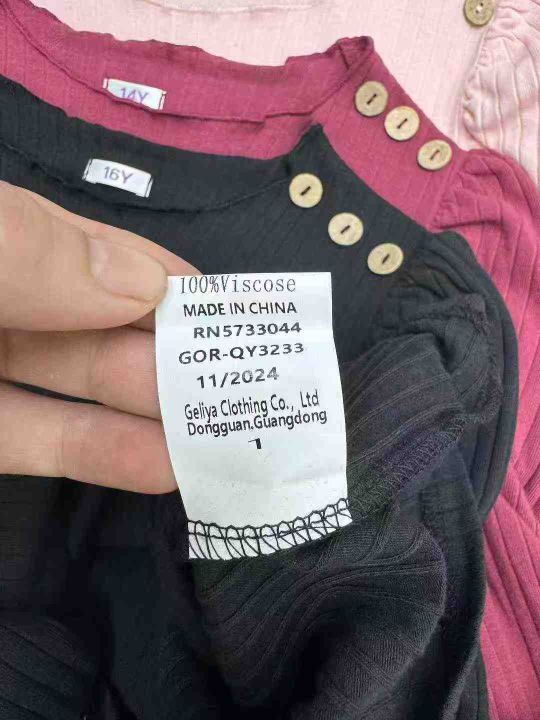 14Y
16Y
100%Viscose
MADE IN CHINA
RN5733044
GOR-QY3233
11/2024
Geliya Clothing Co., Ltd
Dongguan,Guangdong
1